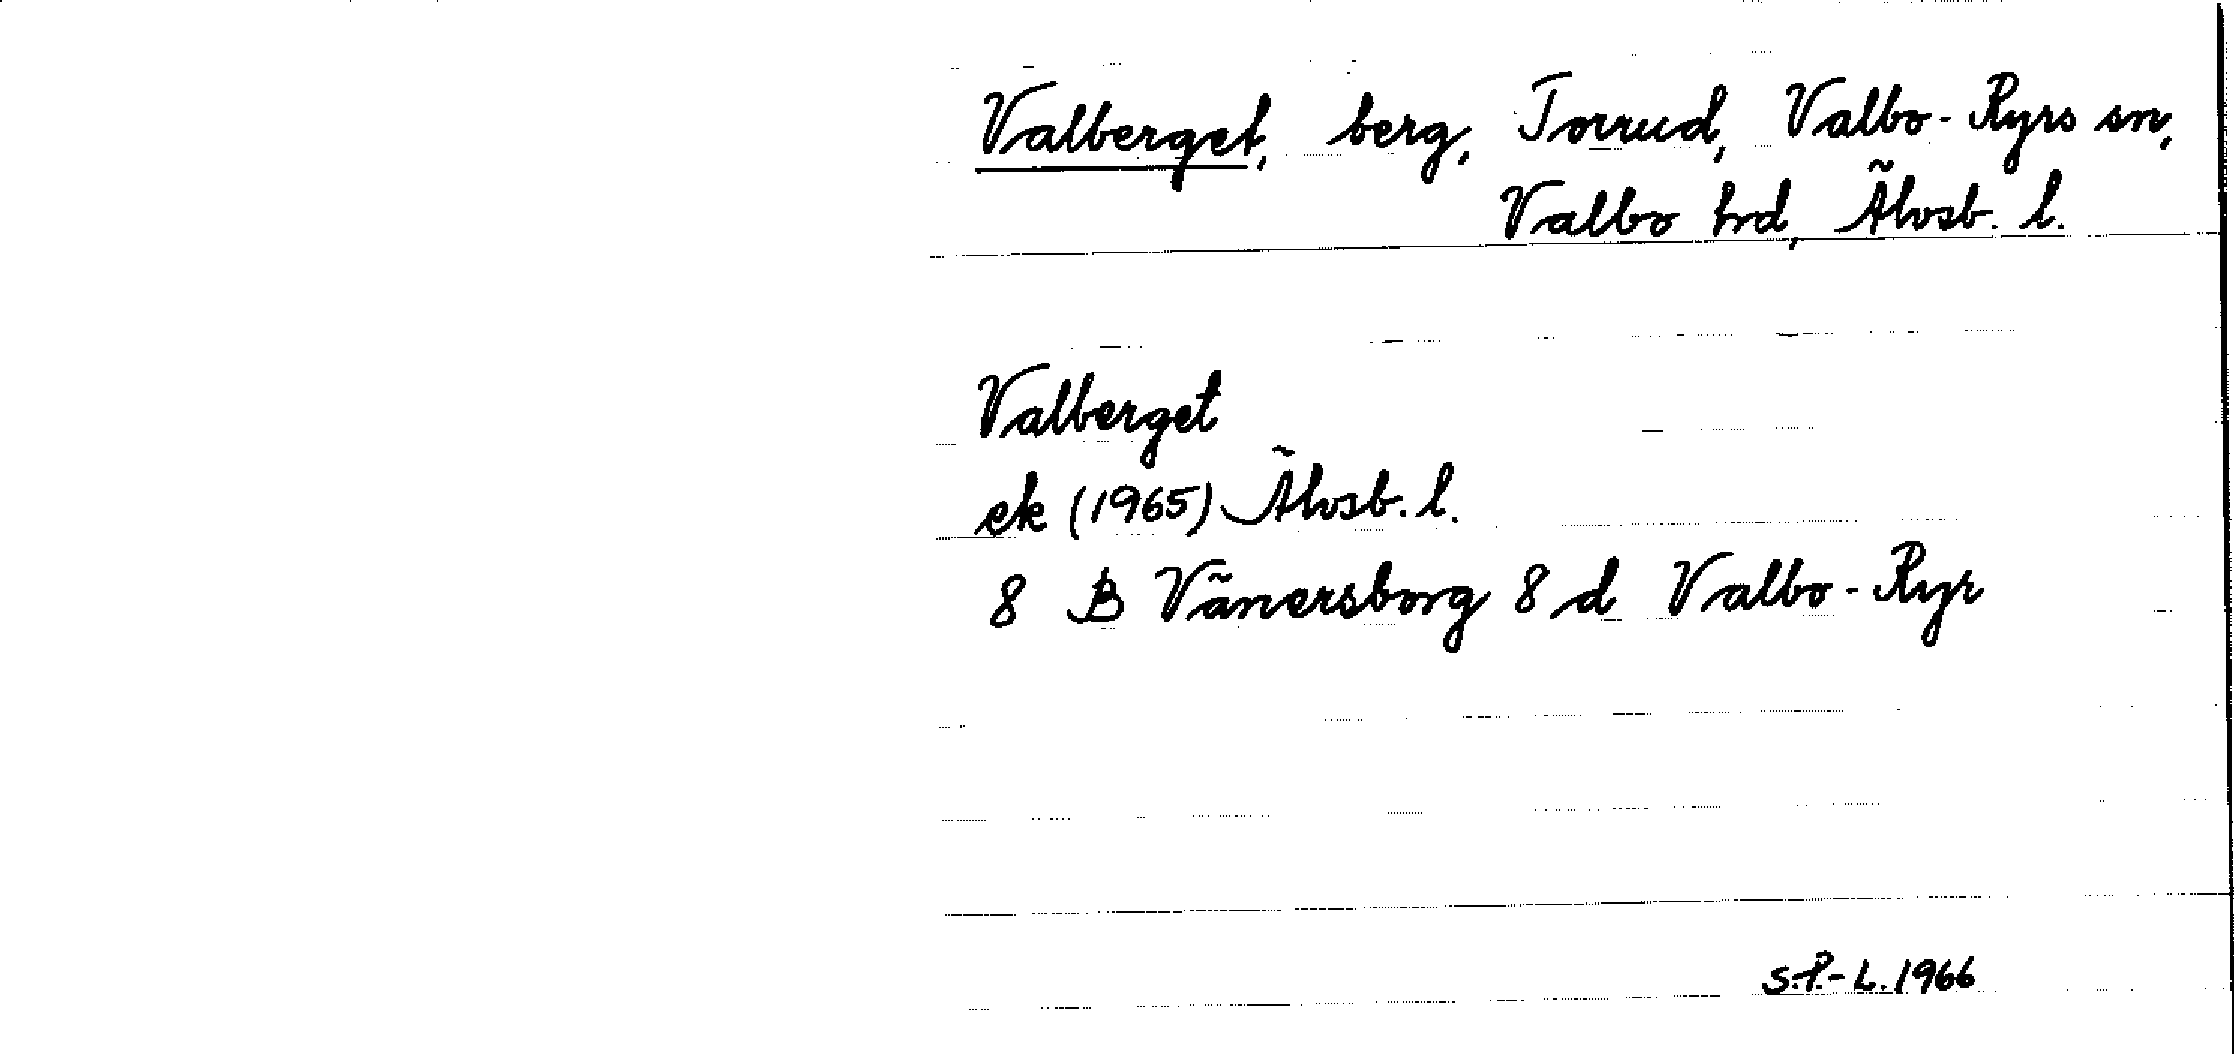 Valberget, berg, Torrud, Valbo-Ryrs sn,
Valbo hd, Älvsb. l.
Valberget
ek (1965) Älvsb. l.
8 B Vänersborg 8 d Valbo-Ryr
S.P.-L. 1966